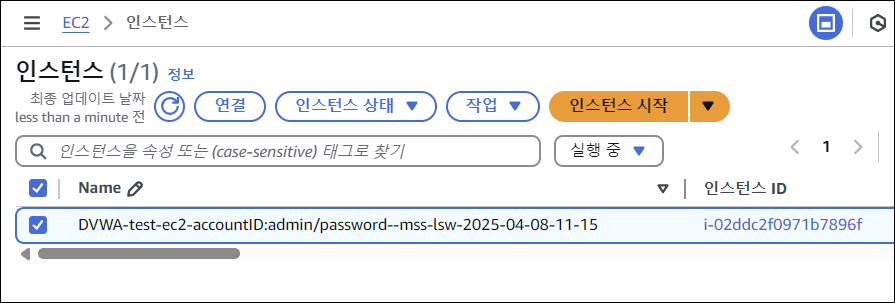 EC2 > 인스턴스
인스턴스 (1/1) 정보
최종 업데이트 날짜
less than a minute 전
연결
인스턴스 상태
작업
인스턴스 시작
인스턴스을 속성 또는 (case-sensitive) 태그로 찾기
실행 중
1
Name
인스턴스 ID
DVWA-test-ec2-accountID:admin/password--mss-lsw-2025-04-08-11-15
i-02ddc2f0971b7896f